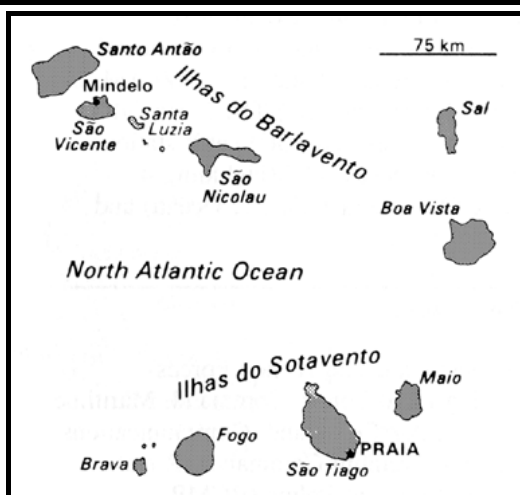 Santo Antão
75 km
Mindelo
Ilhas do Barlavento
São
Vicente
Santa
Luzia
Sal
São
Nicolau
Boa Vista
North Atlantic Ocean
Ilhas do Sotavento
Maio
Fogo
PRAIA
Brava
São Tiago